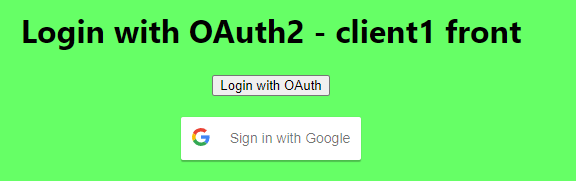 Login with OAuth2 - client1 front
Login with OAuth
Sign in with Google